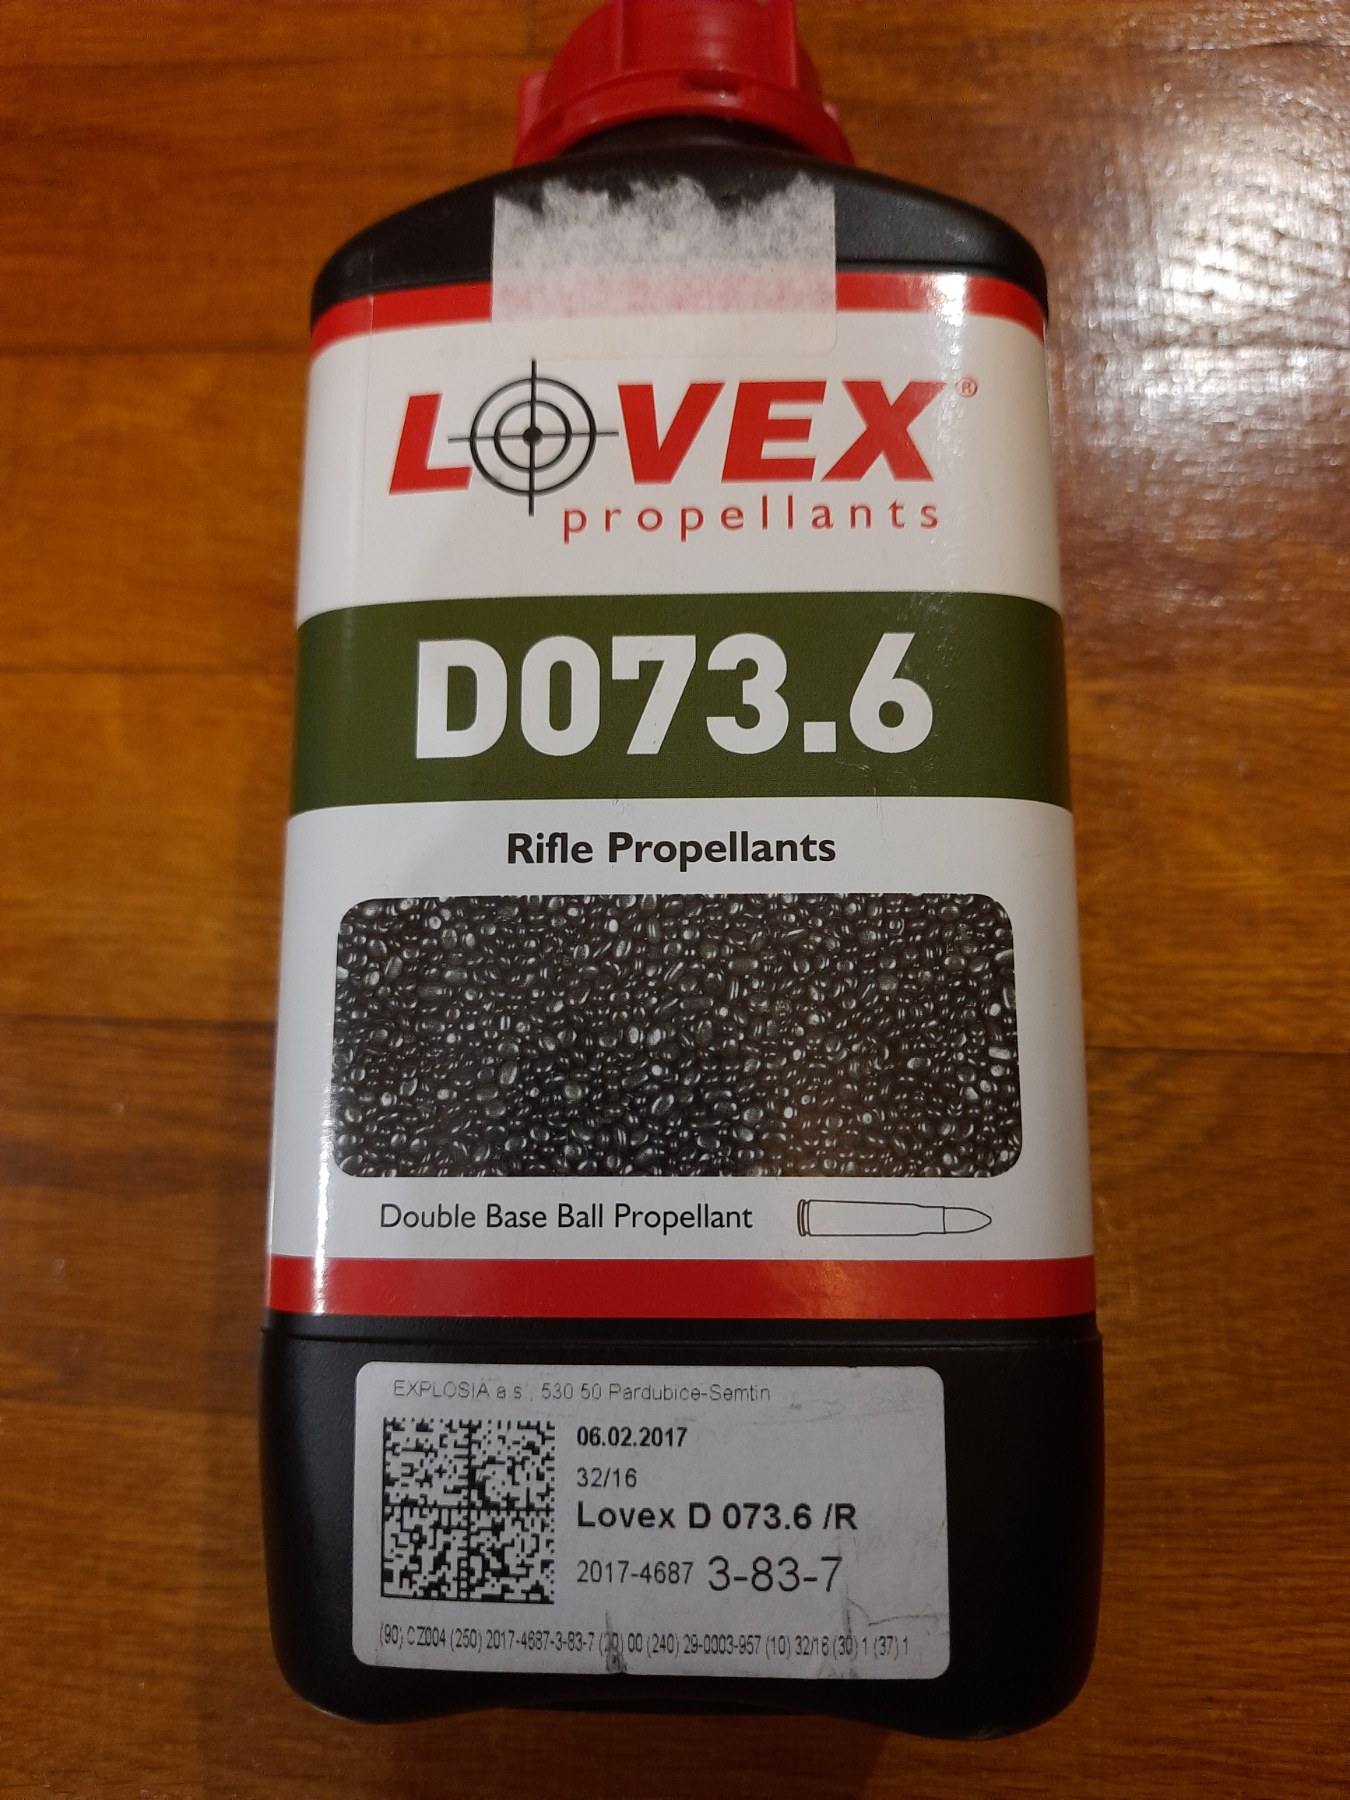 LOVEX®
propellants
D073.6
Rifle Propellants
Double Base Ball Propellant
EXPLOSIA a.s., 530 50 Pardubice-Semtin
06.02.2017
32/16
Lovex D 073.6 /R
2017-4687 3-83-7
(90) CZ004 (250) 2017-4687-3-83-7 (20) 00 (240) 29-0003-957 (10) 32/16 (30) 1 (37) 1